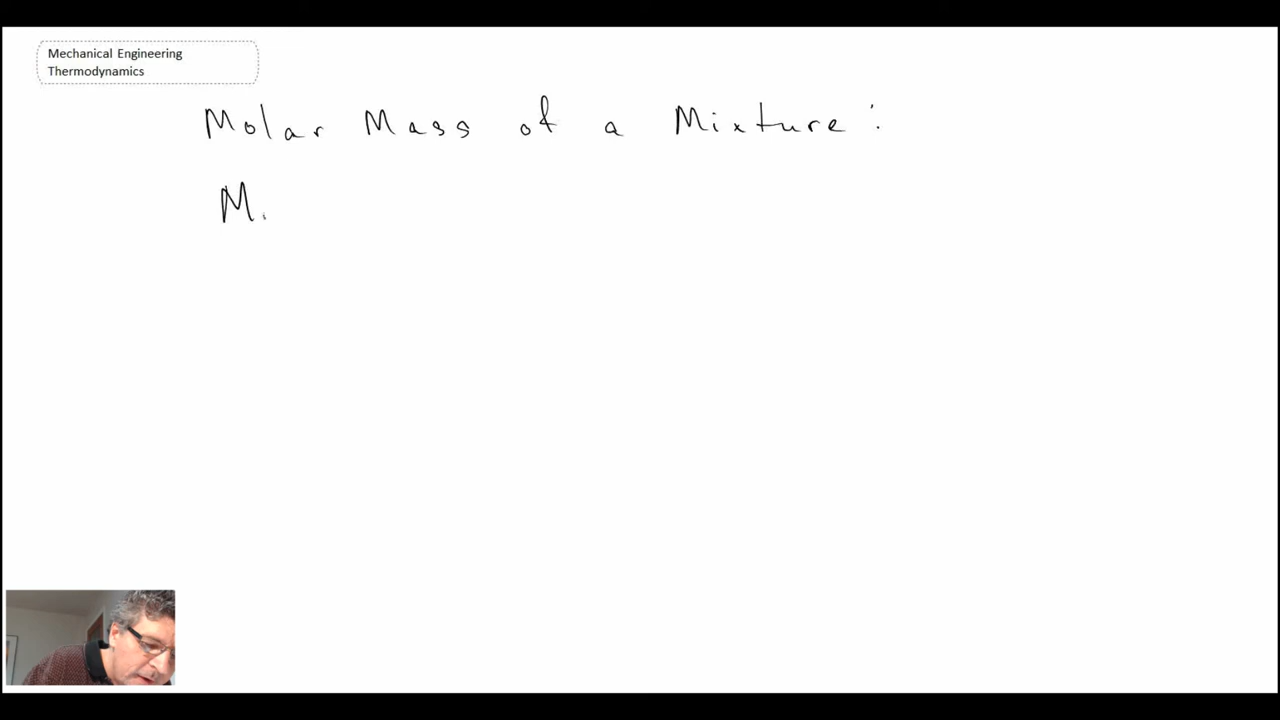 Mechanical Engineering
Thermodynamics
Molar Mass of a Mixture:
M.